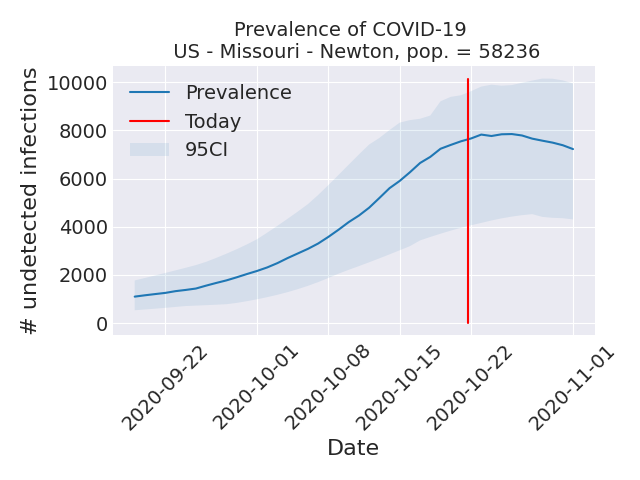 Prevalence of COVID-19
US - Missouri - Newton, pop. = 58236
# undetected infections
10000
8000
6000
4000
2000
0
Prevalence
Today
95CI
2020-09-22
2020-10-01
2020-10-08
2020-10-15
2020-10-22
2020-11-01
Date